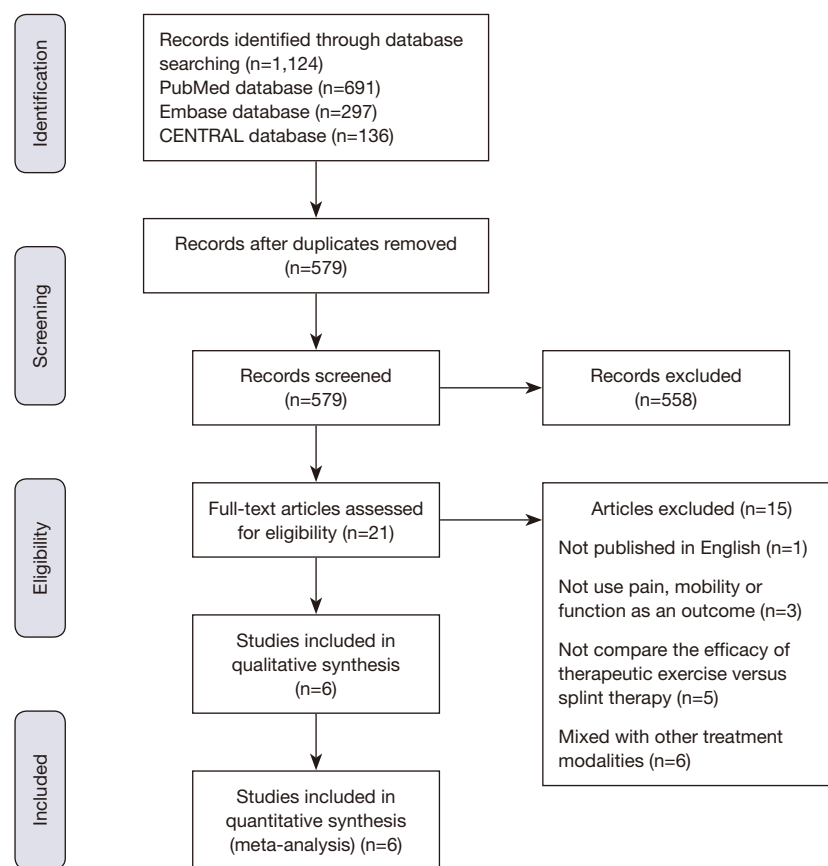 Identification
Records identified through database
searching (n=1,124)
PubMed database (n=691)
Embase database (n=297)
CENTRAL database (n=136)
Screening
Records after duplicates removed
(n=579)
Records screened
(n=579)
Records excluded
(n=558)
Eligibility
Full-text articles assessed
for eligibility (n=21)
Articles excluded (n=15)
Not published in English (n=1)
Not use pain, mobility or
function as an outcome (n=3)
Not compare the efficacy of
therapeutic exercise versus
splint therapy (n=5)
Mixed with other treatment
modalities (n=6)
Studies included in
qualitative synthesis
(n=6)
Included
Studies included in
quantitative synthesis
(meta-analysis) (n=6)